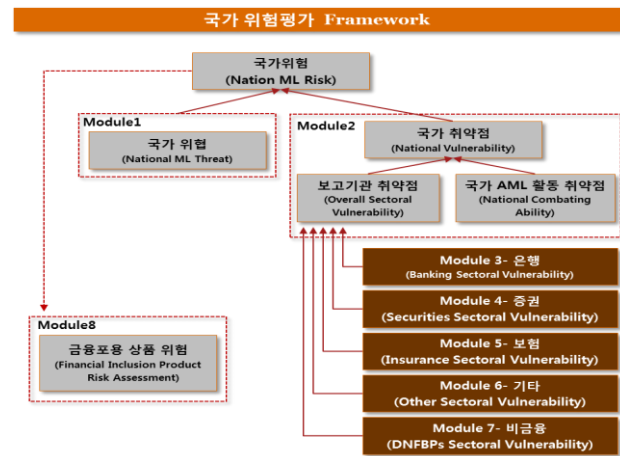 국가 위험평가 Framework
국가위험
(Nation ML Risk)
Module1
국가 위협
(National ML Threat)
Module2
국가 취약점
(National Vulnerability)
보고기관 취약점
(Overall Sectoral
Vulnerability)
국가 AML 활동 취약점
(National Combating
Ability)
Module 3- 은행
(Banking Sectoral Vulnerability)
Module 4- 증권
(Securities Sectoral Vulnerability)
Module 5- 보험
(Insurance Sectoral Vulnerability)
Module 6- 기타
(Other Sectoral Vulnerability)
Module 7- 비금융
(DNFBPs Sectoral Vulnerability)
Module8
금융포용 상품 위험
(Financial Inclusion Product
Risk Assessment)